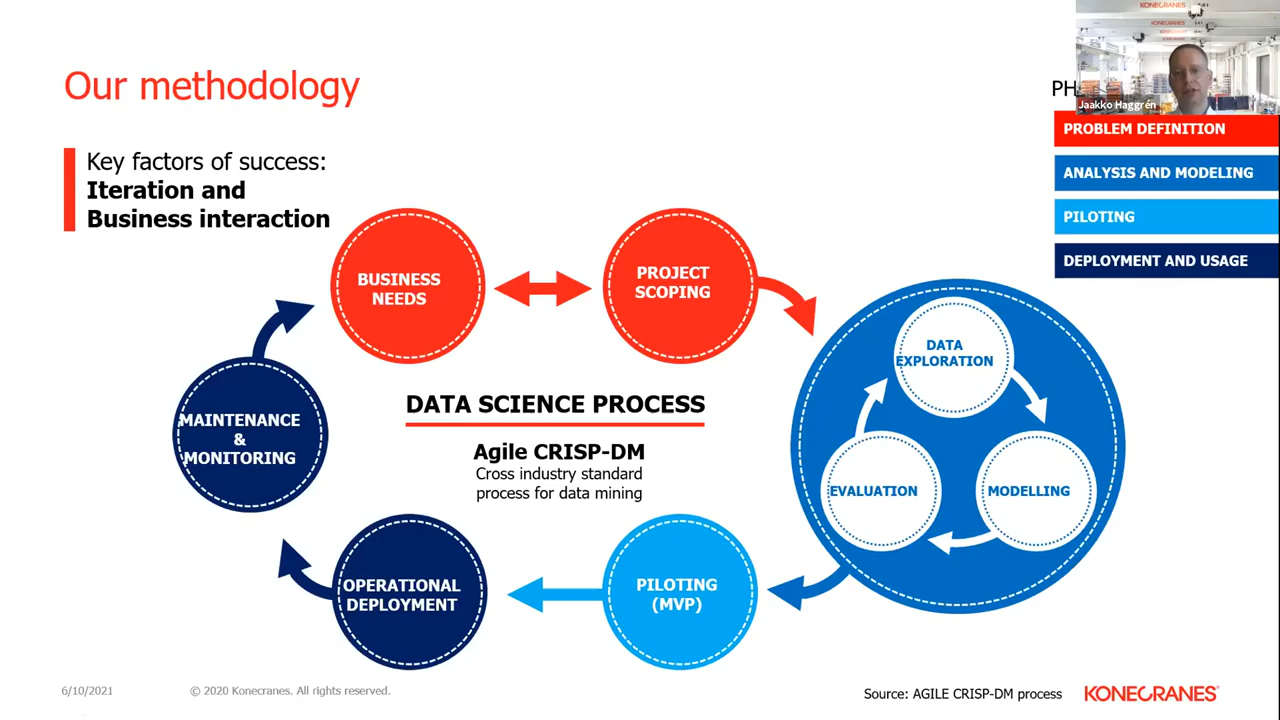 Our methodology
Key factors of success:
Iteration and
Business interaction
KONECRANES
KONECRANES
Jaakko Haggrén
PROBLEM DEFINITION
ANALYSIS AND MODELING
PILOTING
DEPLOYMENT AND USAGE
BUSINESS
NEEDS
PROJECT
SCOPING
DATA
EXPLORATION
MODELLING
EVALUATION
MAINTENANCE
&
MONITORING
DATA SCIENCE PROCESS
Agile CRISP-DM
Cross industry standard
process for data mining
OPERATIONAL
DEPLOYMENT
PILOTING
(MVP)
6/10/2021
© 2020 Konecranes. All rights reserved.
Source: AGILE CRISP-DM process
KONECRANES®